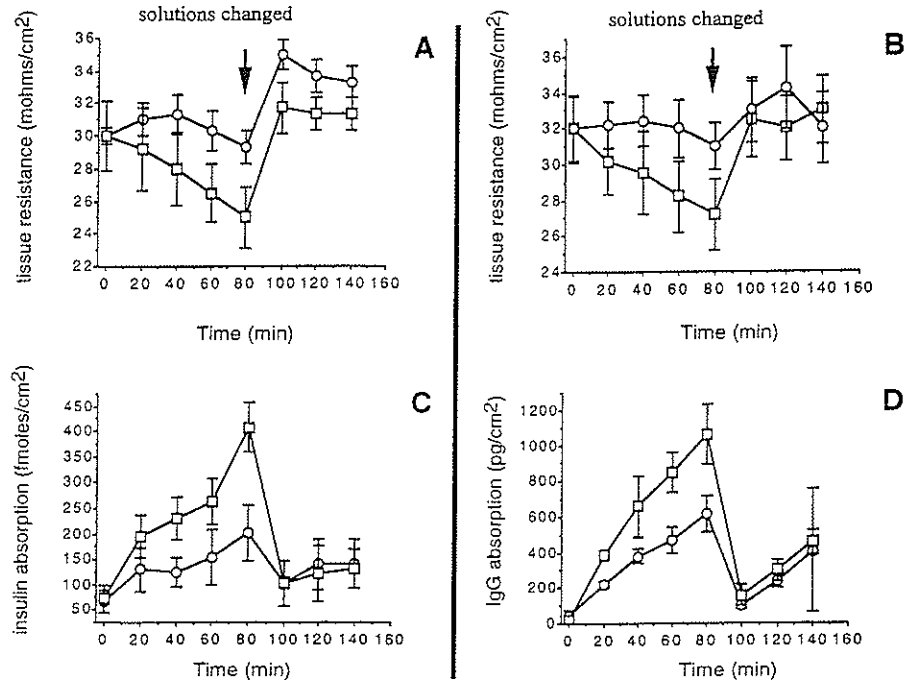 solutions changed
A
tissue resistance (mohms/cm2)
36
34
32
30
28
26
24
22
0 20 40 60 80 100 120 140 160
Time (min)
solutions changed
B
tissue resistance (mohms/cm2)
36
34
32
30
28
26
24
0 20 40 60 80 100 120 140 160
Time (min)
C
insulin absorption (fmoles/cm2)
450
400
350
300
250
200
150
100
50
0 20 40 60 80 100 120 140 160
Time (min)
D
IgG absorption (pg/cm2)
1200
1000
800
600
400
200
0
0 20 40 60 80 100 120 140 160
Time (min)